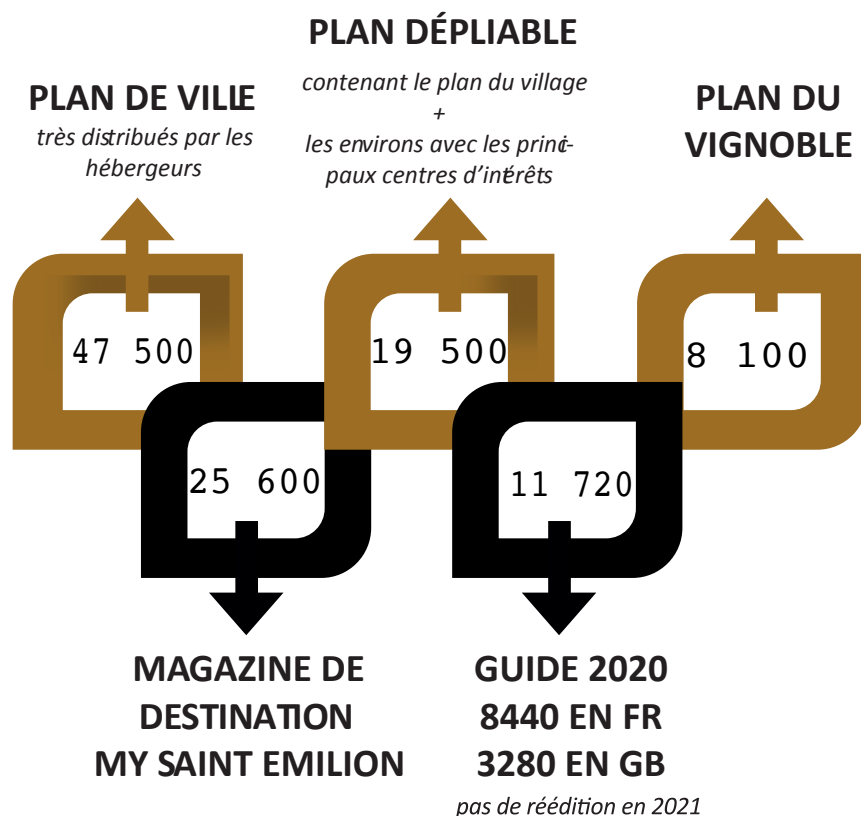 PLAN DE VILLE
très distribués par les
hébergeurs
PLAN DÉPLIABLE
contenant le plan du village
+
les environs avec les princi-
paux centres d'intérêts
PLAN DU
VIGNOBLE
47 500
19 500
8 100
25 600
11 720
MAGAZINE DE
DESTINATION
MY SAINT EMILION
GUIDE 2020
8440 EN FR
3280 EN GB
pas de réédition en 2021